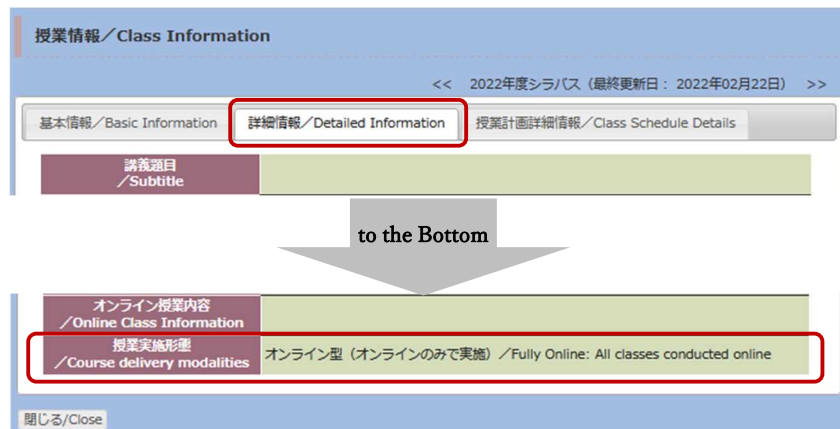 授業情報／Class Information
<< 2022年度シラバス（最終更新日： 2022年02月22日） >>
基本情報／Basic Information 詳細情報／Detailed Information 授業計画詳細情報／Class Schedule Details
講義題目
／Subtitle
to the Bottom
オンライン授業内容
／Online Class Information
授業実施形態
／Course delivery modalities
オンライン型（オンラインのみで実施）／Fully Online: All classes conducted online
閉じる/Close